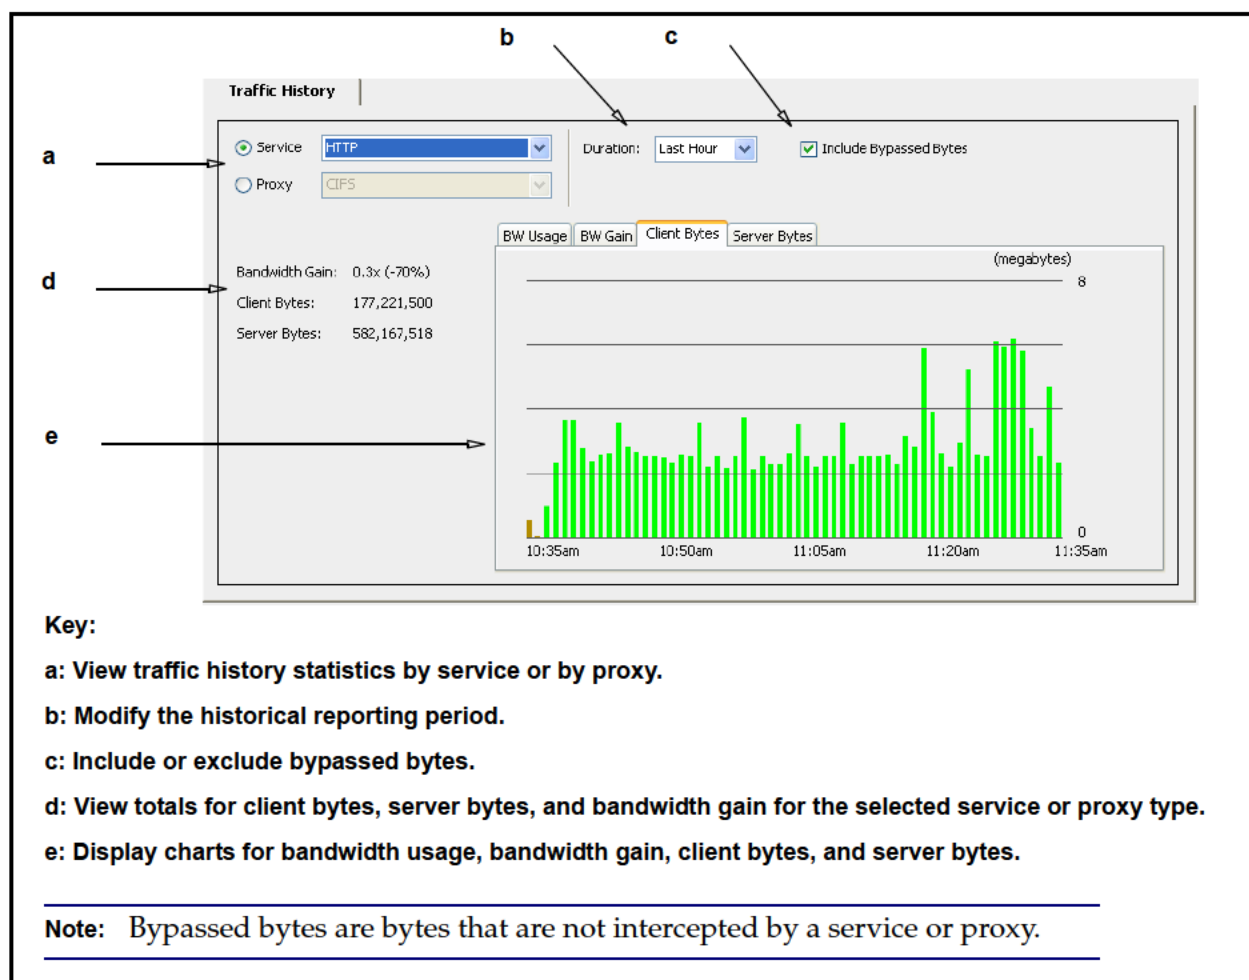 b
c
Traffic History
a
Service
HTTP
Duration:
Last Hour
Include Bypassed Bytes
Proxy
CIFS
BW Usage
BW Gain
Client Bytes
Server Bytes
d
Bandwidth Gain: 0.3x (-70%)
Client Bytes: 177,221,500
Server Bytes: 582,167,518
(megabytes)
8
e
0
10:35am
10:50am
11:05am
11:20am
11:35am
Key:
a: View traffic history statistics by service or by proxy.
b: Modify the historical reporting period.
c: Include or exclude bypassed bytes.
d: View totals for client bytes, server bytes, and bandwidth gain for the selected service or proxy type.
e: Display charts for bandwidth usage, bandwidth gain, client bytes, and server bytes.
Note: Bypassed bytes are bytes that are not intercepted by a service or proxy.